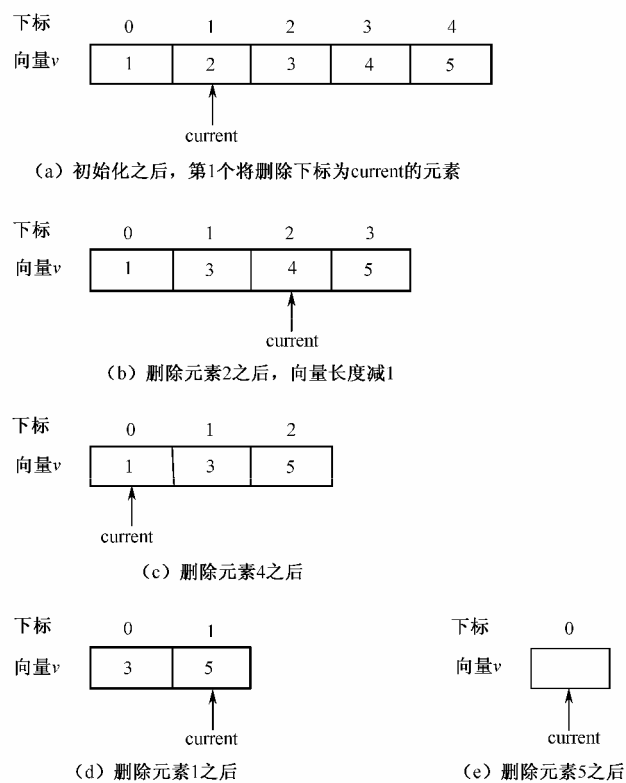 下标 0 1 2 3 4
向量v 1 2 3 4 5
current
（a）初始化之后，第1个将删除下标为current的元素
下标 0 1 2 3
向量v 1 3 4 5
current
（b）删除元素2之后，向量长度减1
下标 0 1 2
向量v 1 3 5
current
（c）删除元素4之后
下标 0 1
向量v 3 5
current
（d）删除元素1之后
下标 0
向量v
current
（e）删除元素5之后